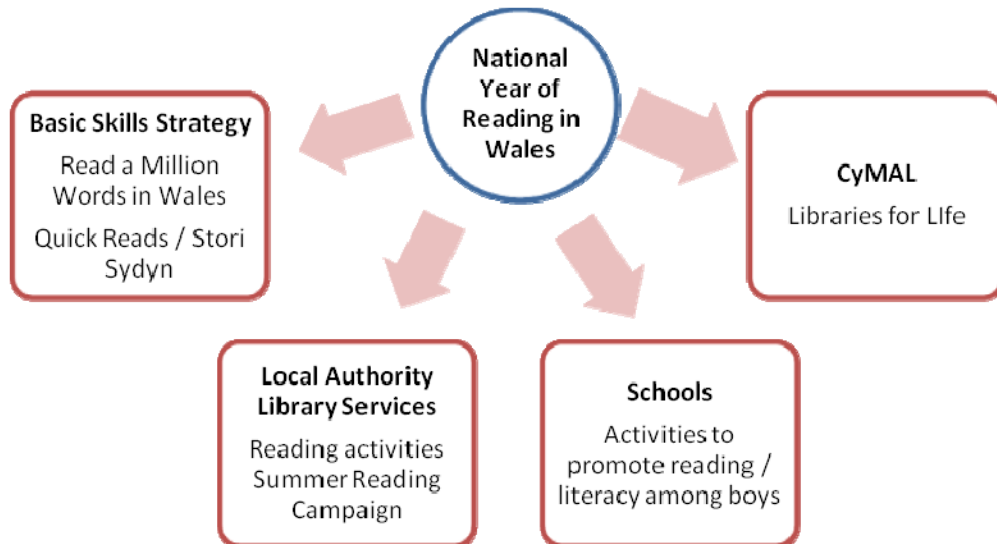 National
Year of
Reading in
Wales
Basic Skills Strategy
Read a Million
Words in Wales
Quick Reads / Stori
Sydyn
CyMAL
Libraries for LIfe
Local Authority
Library Services
Reading activities
Summer Reading
Campaign
Schools
Activities to
promote reading /
literacy among boys